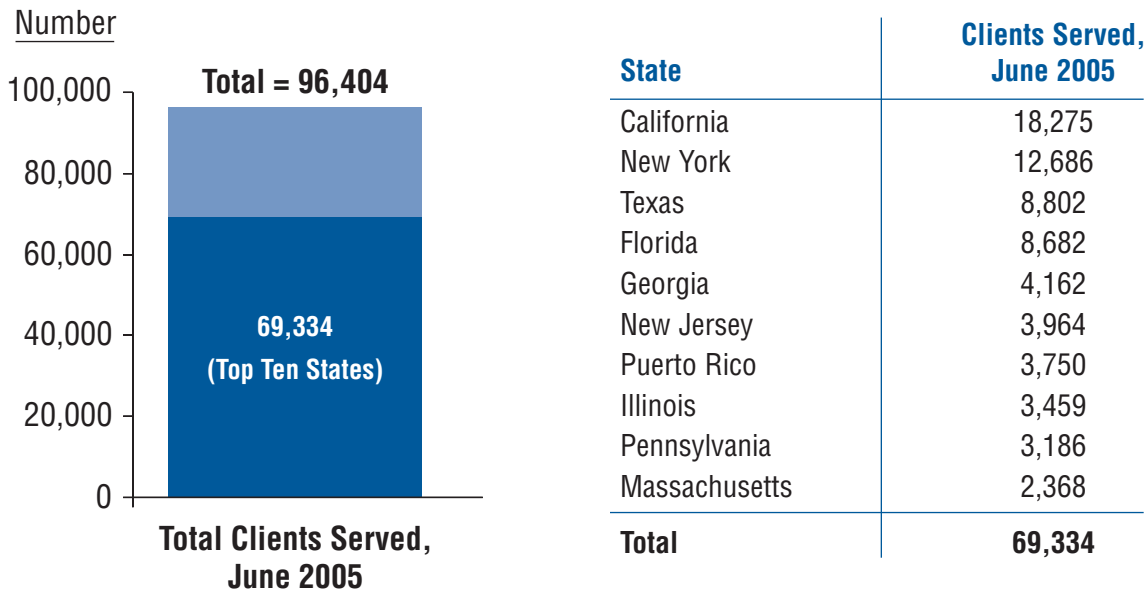 Number
Total = 96,404
100,000
80,000
60,000
40,000
20,000
0
69,334
(Top Ten States)
Total Clients Served,
June 2005
State Clients Served,
June 2005
California 18,275
New York 12,686
Texas 8,802
Florida 8,682
Georgia 4,162
New Jersey 3,964
Puerto Rico 3,750
Illinois 3,459
Pennsylvania 3,186
Massachusetts 2,368
Total 69,334